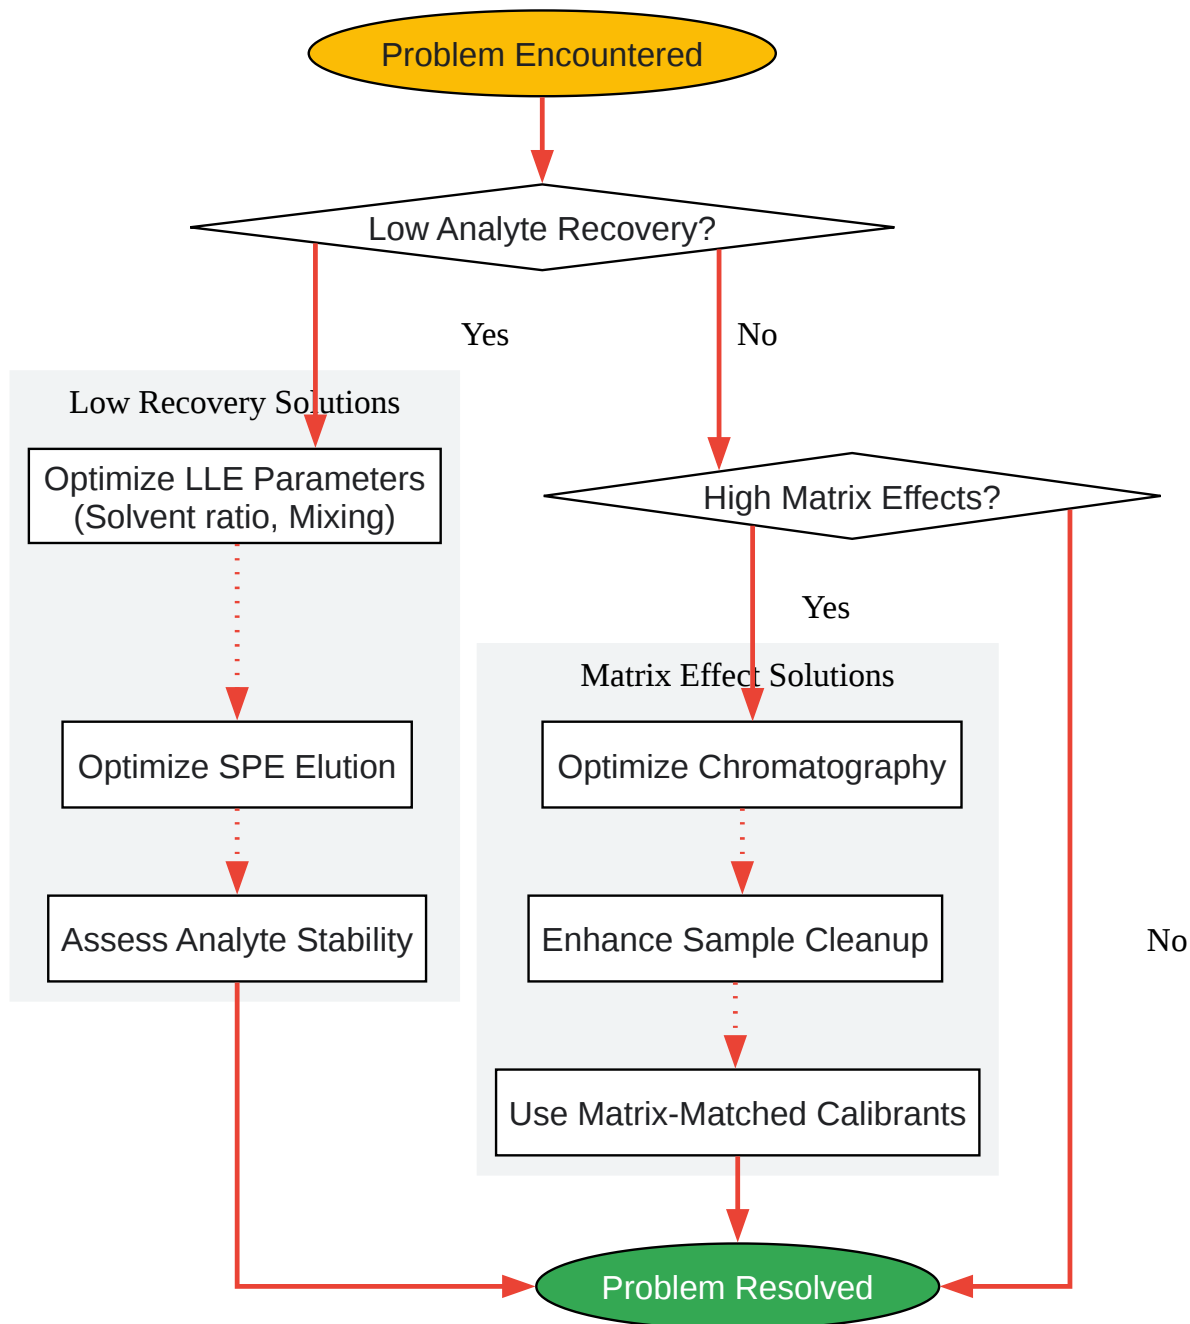 Problem Encountered
Low Analyte Recovery?
Yes
No
Low Recovery Solutions
Optimize LLE Parameters
(Solvent ratio, Mixing)
High Matrix Effects?
Yes
Matrix Effect Solutions
Optimize SPE Elution
Optimize Chromatography
Assess Analyte Stability
Enhance Sample Cleanup
No
Use Matrix-Matched Calibrants
Problem Resolved